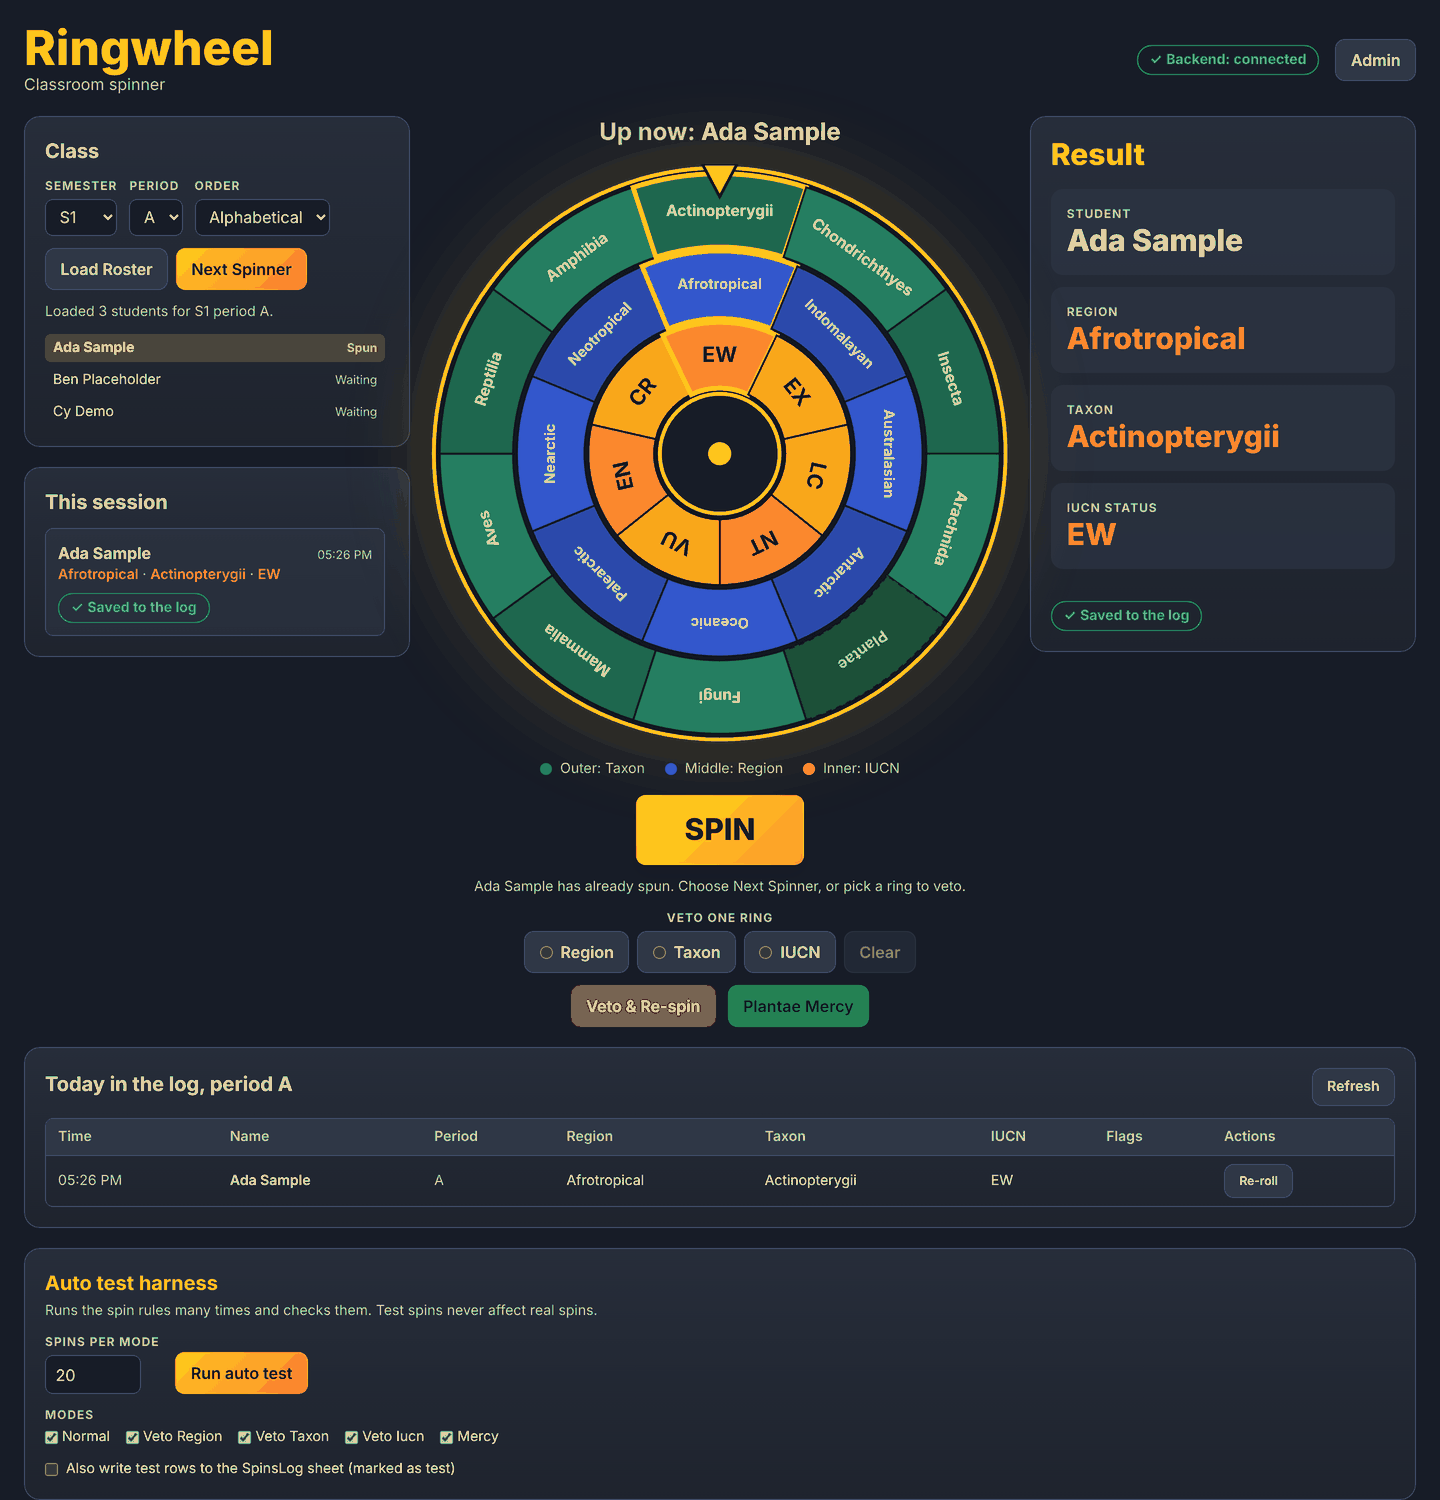 Ringwheel
Classroom spinner
✓ Backend: connected
Admin
Class
SEMESTER PERIOD ORDER
S1 A Alphabetical
Load Roster Next Spinner
Loaded 3 students for S1 period A.
Ada Sample Spun
Ben Placeholder Waiting
Cy Demo Waiting
This session
Ada Sample 05:26 PM
Afrotropical · Actinopterygii · EW
✓ Saved to the log
Up now: Ada Sample
Actinopterygii
Chondrichthyes
Insecta
Arachnida
Plantae
Fungi
Mammalia
Aves
Reptilia
Amphibia
Afrotropical
Indomalayan
Australasian
Antarctic
Oceanic
Palearctic
Nearctic
Neotropical
EW
EX
LC
NT
VU
EN
CR
Outer: Taxon Middle: Region Inner: IUCN
SPIN
Ada Sample has already spun. Choose Next Spinner, or pick a ring to veto.
VETO ONE RING
Region Taxon IUCN Clear
Veto & Re-spin Plantae Mercy
Result
STUDENT
Ada Sample
REGION
Afrotropical
TAXON
Actinopterygii
IUCN STATUS
EW
✓ Saved to the log
Today in the log, period A
Refresh
Time Name Period Region Taxon IUCN Flags Actions
05:26 PM Ada Sample A Afrotropical Actinopterygii EW Re-roll
Auto test harness
Runs the spin rules many times and checks them. Test spins never affect real spins.
SPINS PER MODE
20 Run auto test
MODES
Normal Veto Region Veto Taxon Veto Iucn Mercy
Also write test rows to the SpinsLog sheet (marked as test)